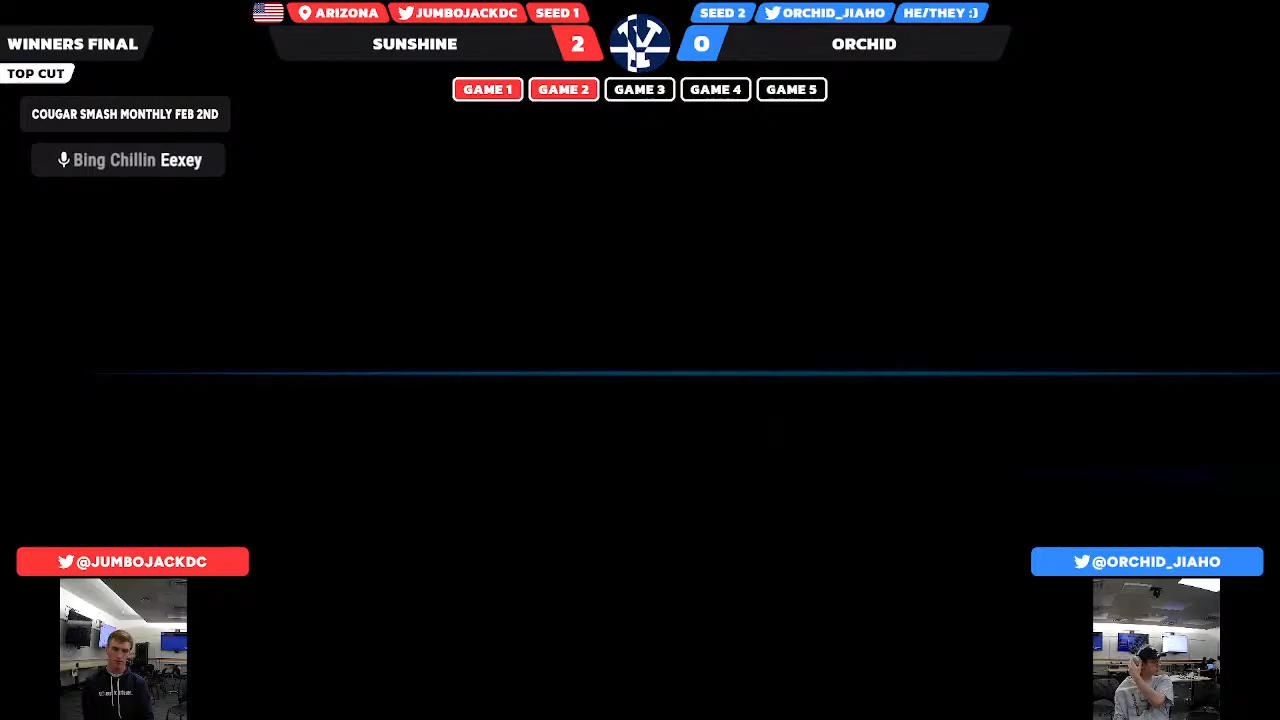 ARIZONA JUMBOJACKDC SEED 1
SEED 2 ORCHID_JIAHO HE/THEY :)
WINNERS FINAL SUNSHINE 2 0 ORCHID
TOP CUT
GAME 1 GAME 2 GAME 3 GAME 4 GAME 5
COUGAR SMASH MONTHLY FEB 2ND
Bing Chillin Eexey
@JUMBOJACKDC
@ORCHID_JIAHO